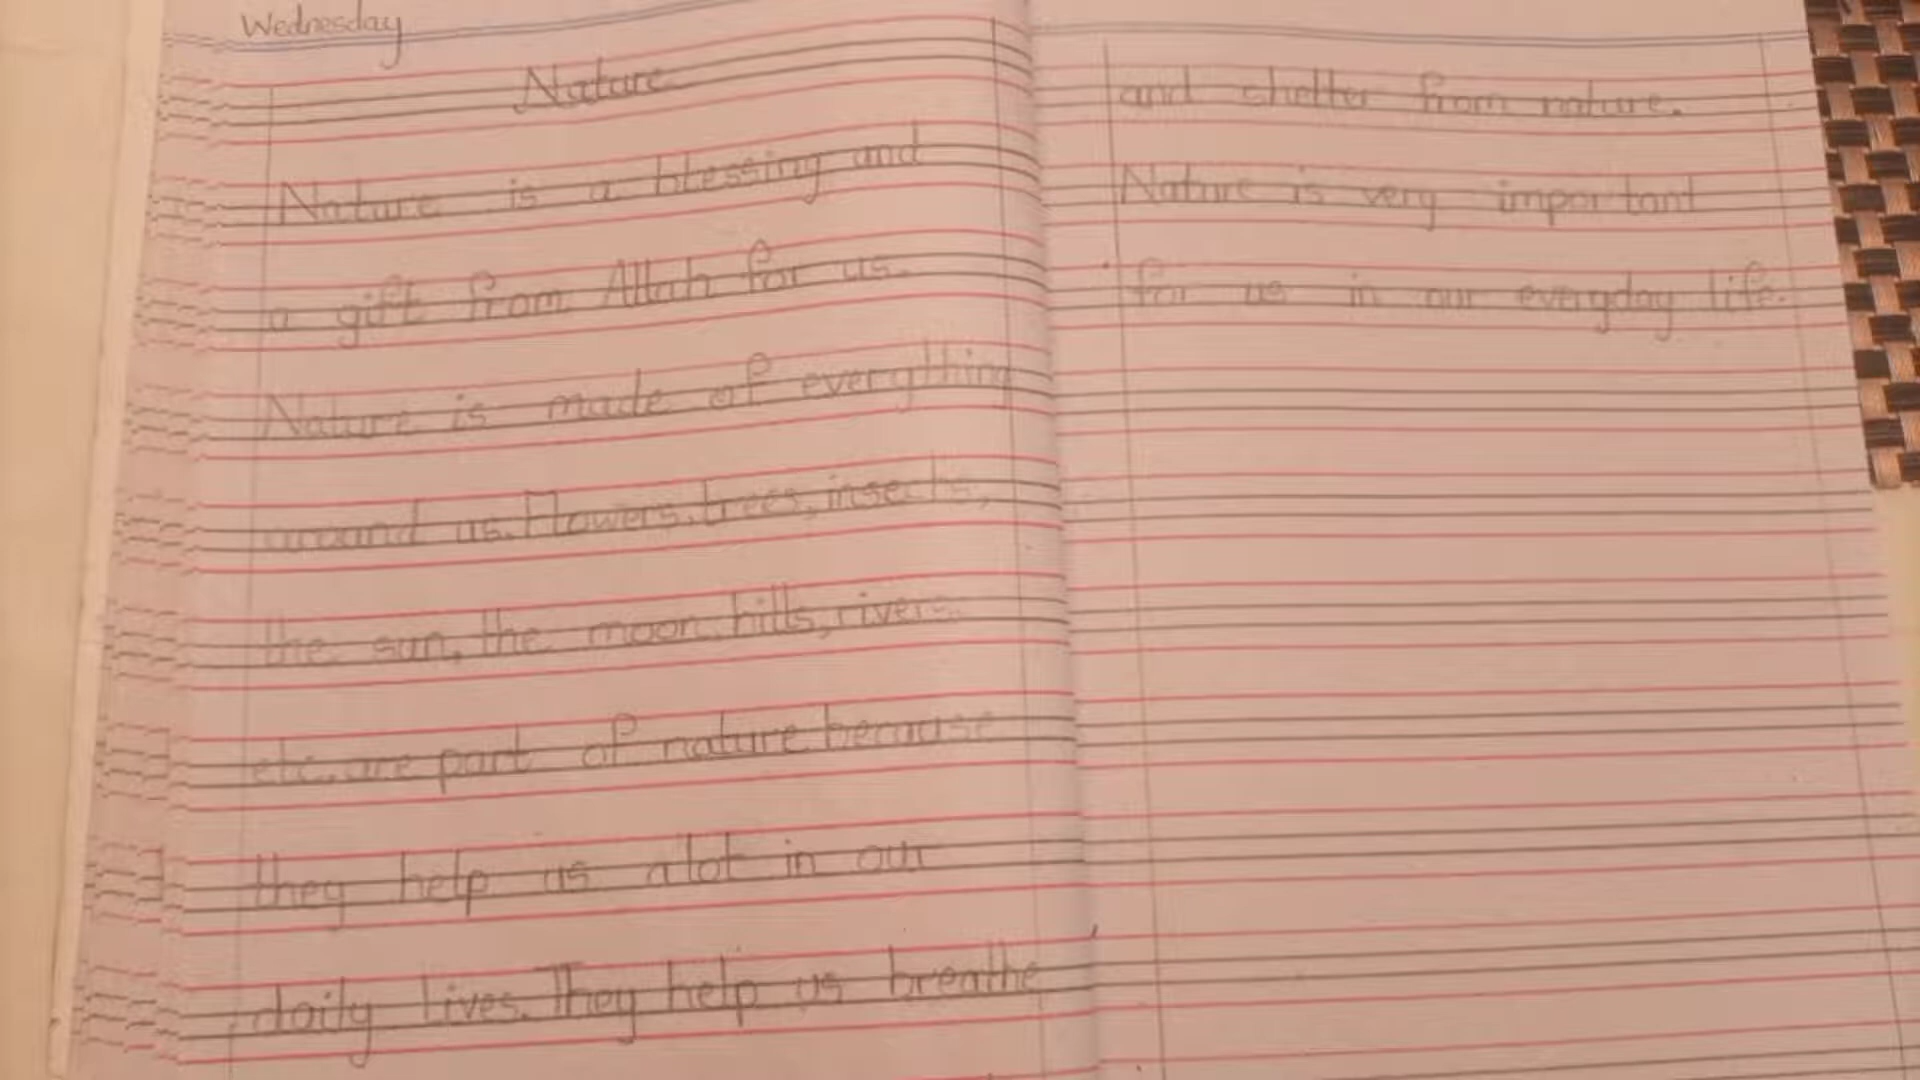 Wednesday
Nature
Nature is a blessing and
a gift from Allah for us.
Nature is made of everything
around us. Flowers, trees, insects,
the sun, the moon, hills, rivers
etc. are part of nature because
they help us alot in our
daily lives. They help us breathe
and shelter from nature.
Nature is very important
for us in our everyday life.